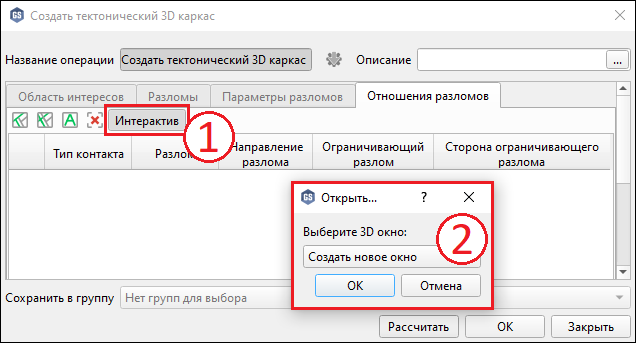 GS Создать тектонический 3D каркас
Название операции Создать тектонический 3D каркас Описание ...
Область интересов Разломы Параметры разломов Отношения разломов
A Интерактив 1
Тип контакта Разлом Направление разлома Ограничивающий разлом Сторона ограничивающего разлома
GS Открыть... ?
Выберите 3D окно: 2
Создать новое окно
OK Отмена
Сохранить в группу Нет групп для выбора
Рассчитать OK Закрыть